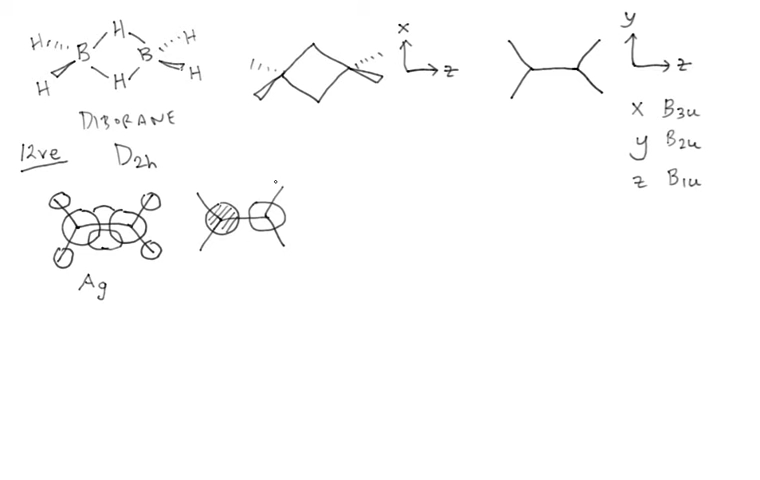 H H H
B B
H H H
DIBORANE
12ve D2h
x
z
y
z
x B3u
y B2u
z B1u
Ag